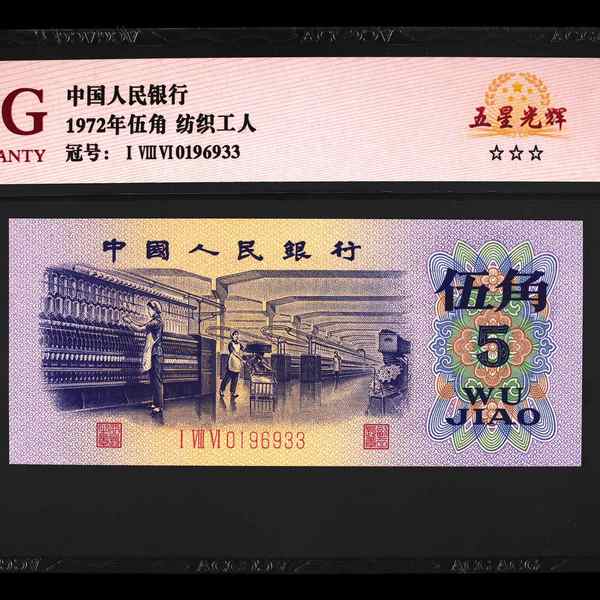 G
ANTY
中国人民银行
1972年伍角 纺织工人
冠号: Ⅰ Ⅷ Ⅵ 0196933
五星光辉
☆☆☆
中國人民銀行
伍角
5
WU
JIAO
Ⅰ Ⅷ Ⅵ 0196933